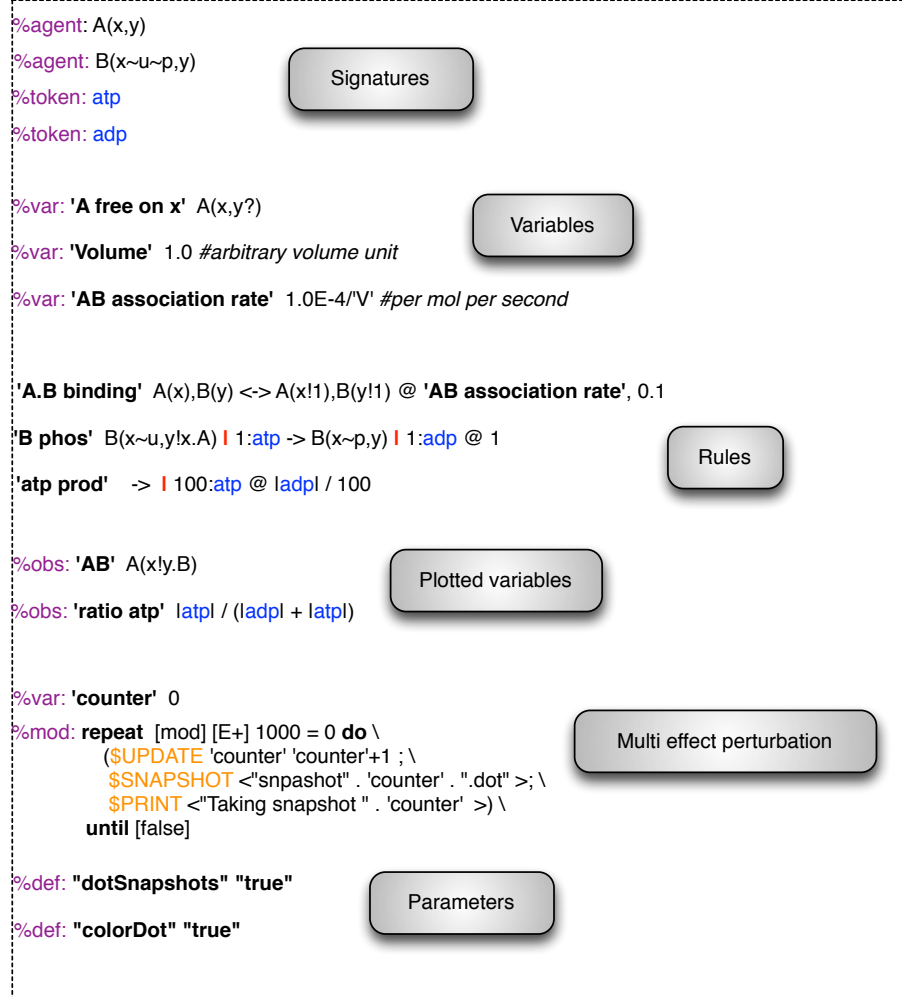 %agent: A(x,y)
%agent: B(x~u~p,y)
Signatures
%token: atp
%token: adp
%var: 'A free on x' A(x,y?)
Variables
%var: 'Volume' 1.0 #arbitrary volume unit
%var: 'AB association rate' 1.0E-4/'V' #per mol per second
'A.B binding' A(x),B(y) <-> A(x!1),B(y!1) @ 'AB association rate', 0.1
'B phos' B(x~u,y!x.A) | 1:atp -> B(x~p,y) | 1:adp @ 1
Rules
'atp prod' -> | 100:atp @ |adp| / 100
%obs: 'AB' A(x!y.B)
Plotted variables
%obs: 'ratio atp' |atp| / (|adp| + |atp|)
%var: 'counter' 0
%mod: repeat [mod] [E+] 1000 = 0 do \
Multi effect perturbation
($UPDATE 'counter' 'counter'+1 ; \
$SNAPSHOT <"snpashot" . 'counter' . ".dot" >; \
$PRINT <"Taking snapshot " . 'counter' >) \
until [false]
%def: "dotSnapshots" "true"
Parameters
%def: "colorDot" "true"